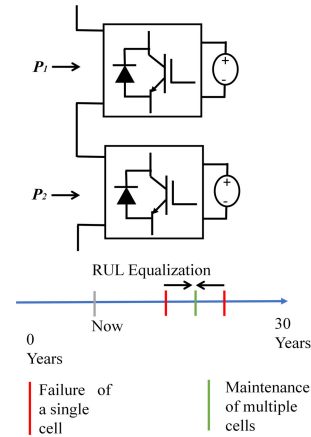 P1
+
-
P2
+
-
RUL Equalization
Now
0
Years
30
Years
Failure of
a single
cell
Maintenance
of multiple
cells